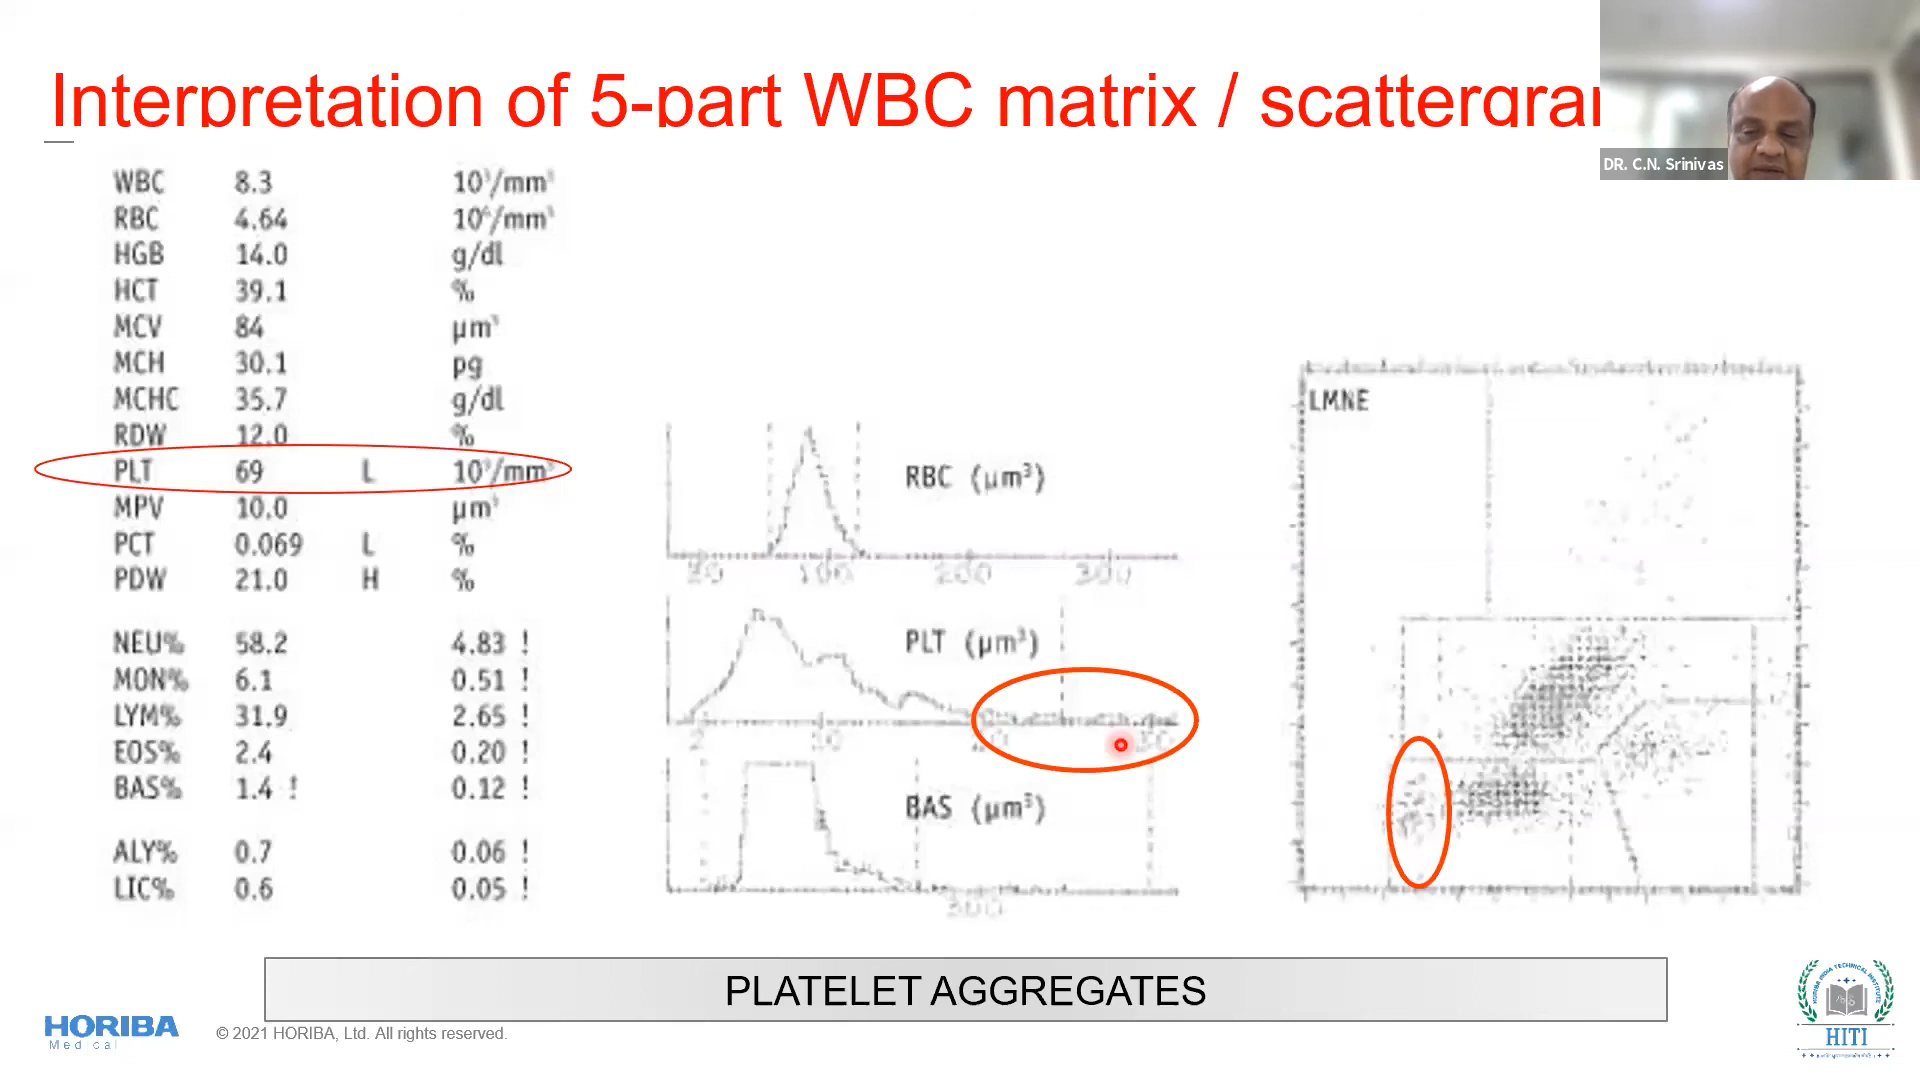 Interpretation of 5-part WBC matrix /
DR. C.N. Srinivas
WBC 8.3 10³/mm³
RBC 4.64 10⁶/mm³
HGB 14.0 g/dl
HCT 39.1 %
MCV 84 µm³
MCH 30.1 pg
MCHC 35.7 g/dl
RDW 12.0 %
PLT 69 L 10³/mm³
MPV 10.0 µm³
PCT 0.069 L %
PDW 21.0 H %
NEU% 58.2 4.83 !
MON% 6.1 0.51 !
LYM% 31.9 2.65 !
EOS% 2.4 0.20 !
BAS% 1.4 ! 0.12 !
ALY% 0.7 0.06 !
LIC% 0.6 0.05 !
RBC (µm³)
100 200 300
PLT (µm³)
BAS (µm³)
LMNE
PLATELET AGGREGATES
HORIBA
Medical
© 2021 HORIBA, Ltd. All rights reserved.
HORIBA INDIA TECHNICAL INSTITUTE
HITI